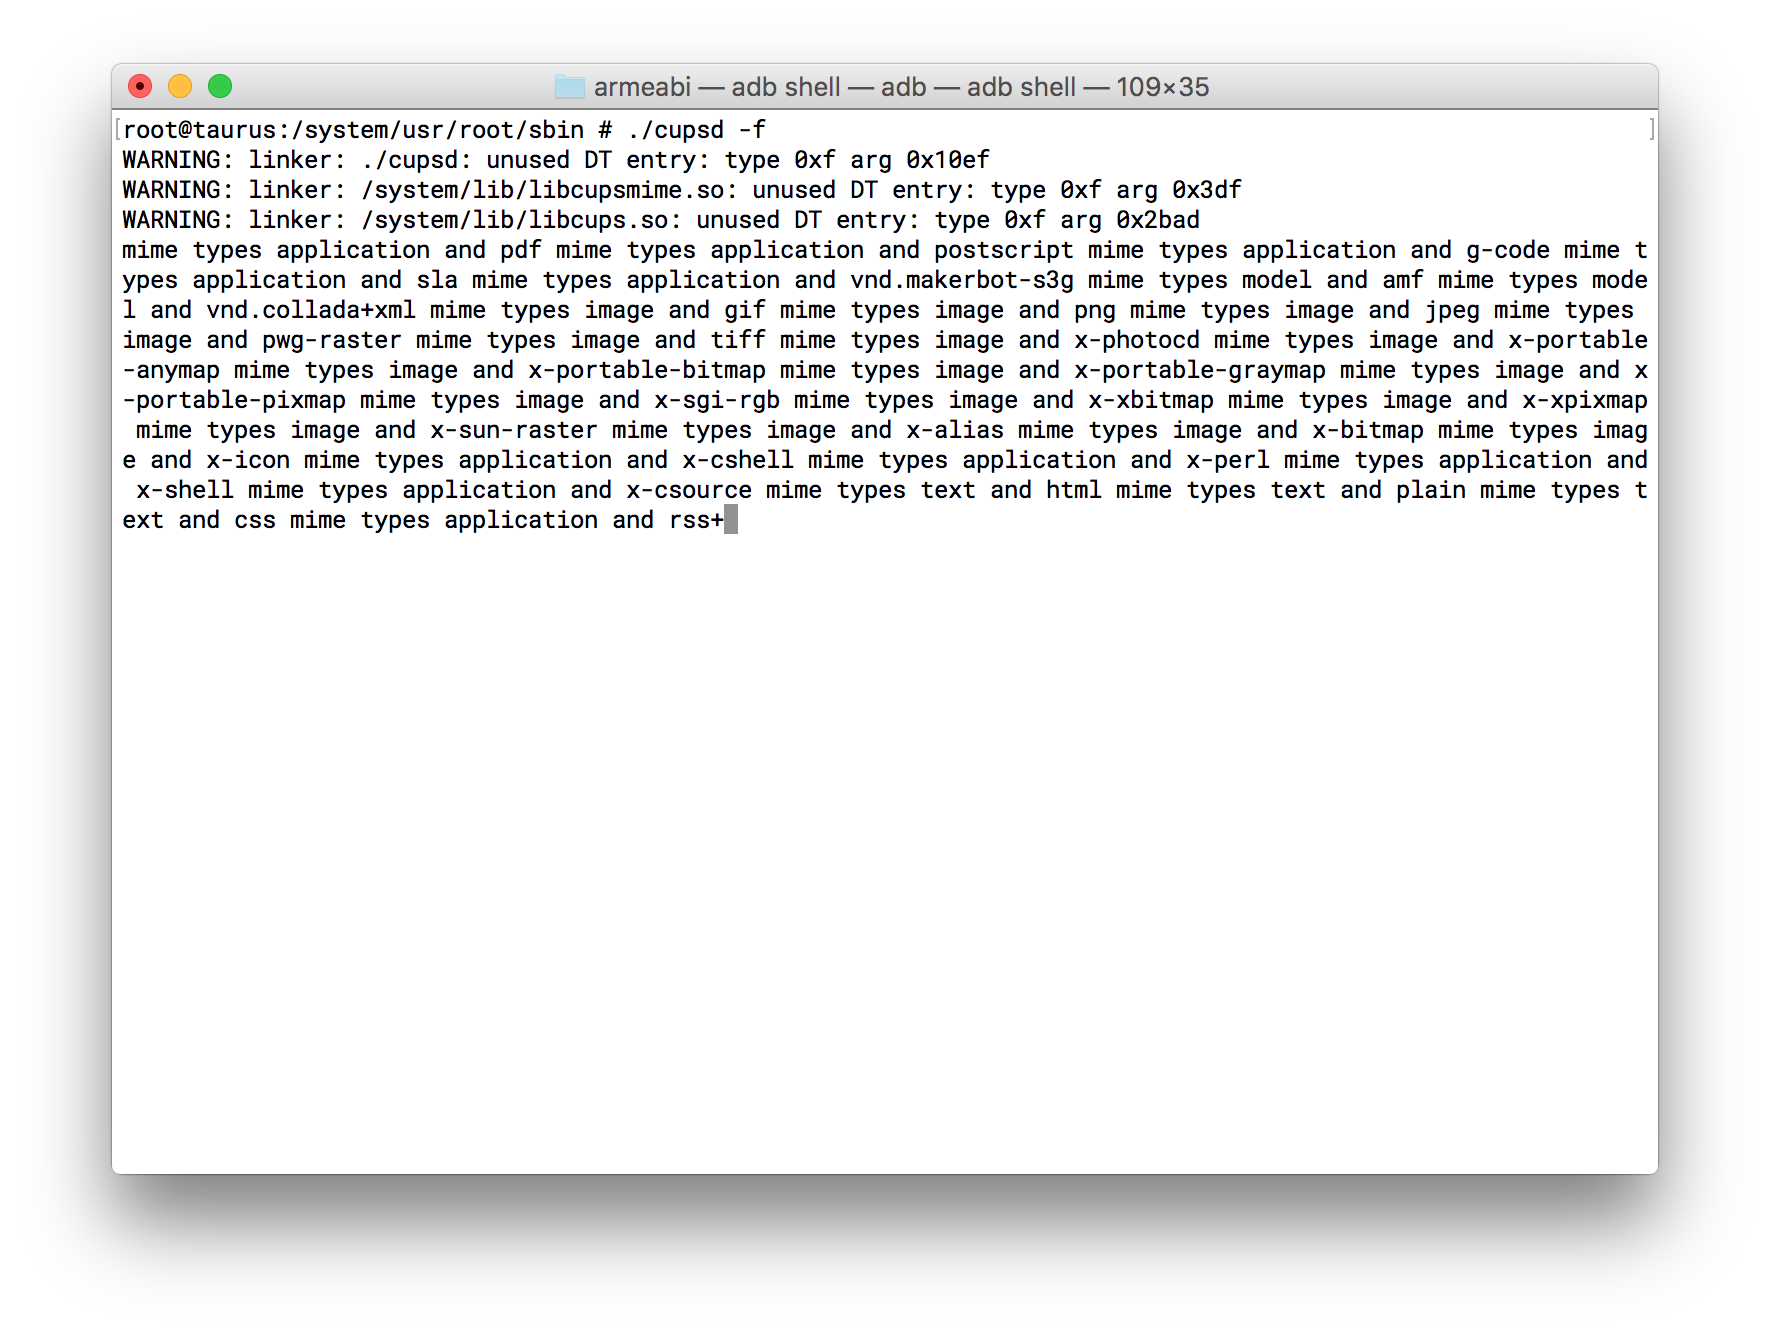 armeabi — adb shell — adb — adb shell — 109×35
[root@taurus:/system/usr/root/sbin # ./cupsd -f ]
WARNING: linker: ./cupsd: unused DT entry: type 0xf arg 0x10ef
WARNING: linker: /system/lib/libcupsmime.so: unused DT entry: type 0xf arg 0x3df
WARNING: linker: /system/lib/libcups.so: unused DT entry: type 0xf arg 0x2bad
mime types application and pdf mime types application and postscript mime types application and g-code mime t
ypes application and sla mime types application and vnd.makerbot-s3g mime types model and amf mime types mode
l and vnd.collada+xml mime types image and gif mime types image and png mime types image and jpeg mime types
image and pwg-raster mime types image and tiff mime types image and x-photocd mime types image and x-portable
-anymap mime types image and x-portable-bitmap mime types image and x-portable-graymap mime types image and x
-portable-pixmap mime types image and x-sgi-rgb mime types image and x-xbitmap mime types image and x-xpixmap
 mime types image and x-sun-raster mime types image and x-alias mime types image and x-bitmap mime types imag
e and x-icon mime types application and x-cshell mime types application and x-perl mime types application and
 x-shell mime types application and x-csource mime types text and html mime types text and plain mime types t
ext and css mime types application and rss+